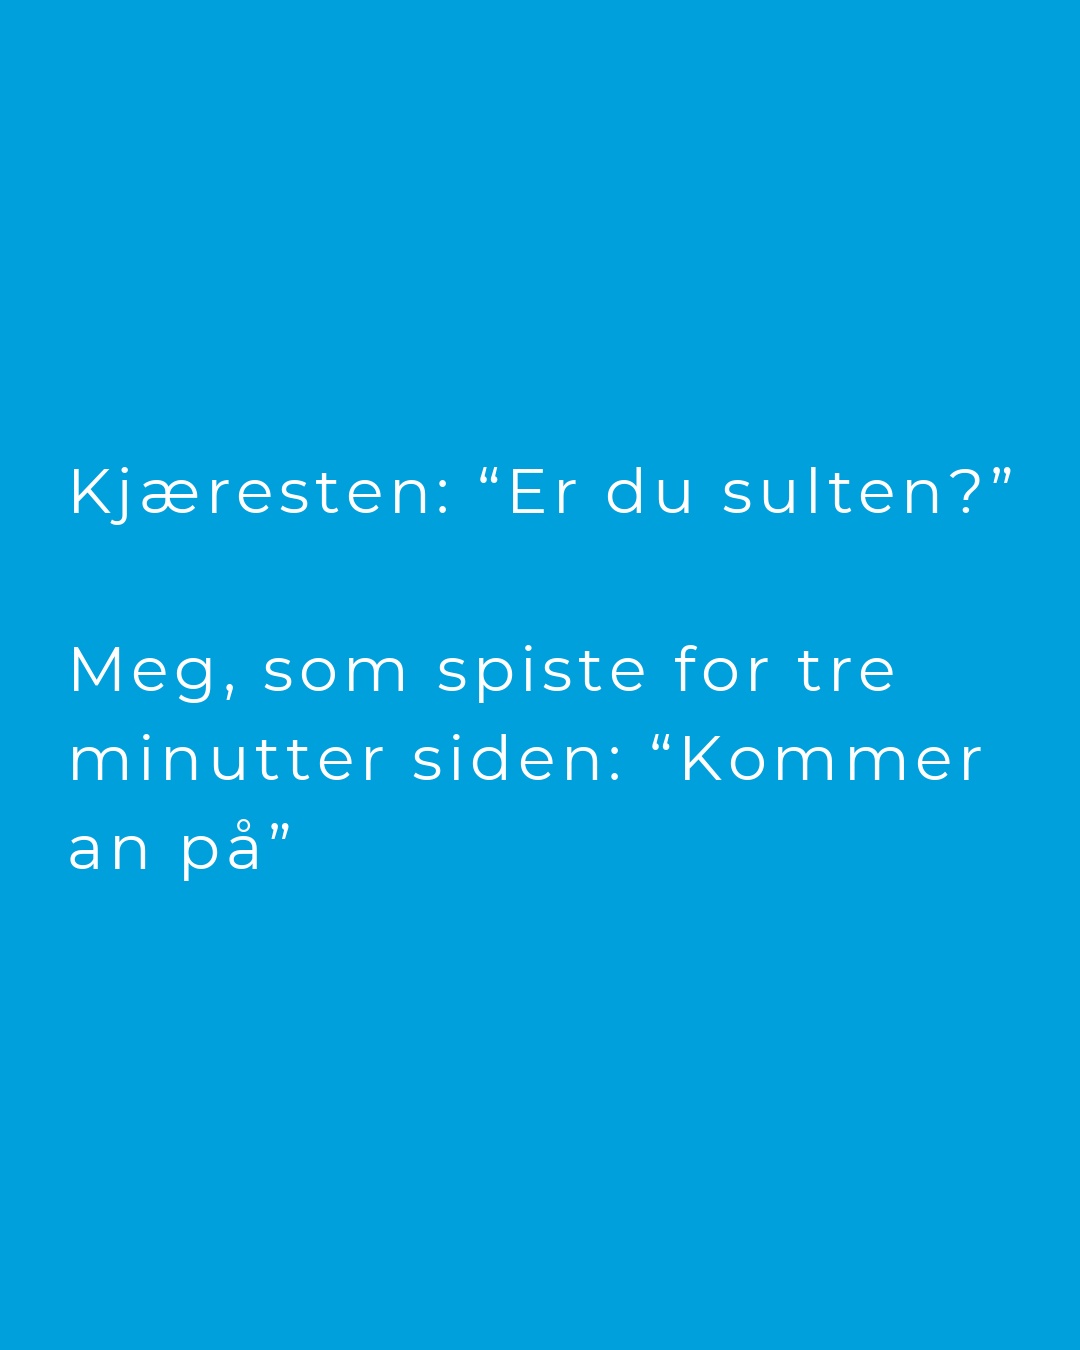 Kjæresten: “Er du sulten?”
Meg, som spiste for tre
minutter siden: “Kommer
an på”